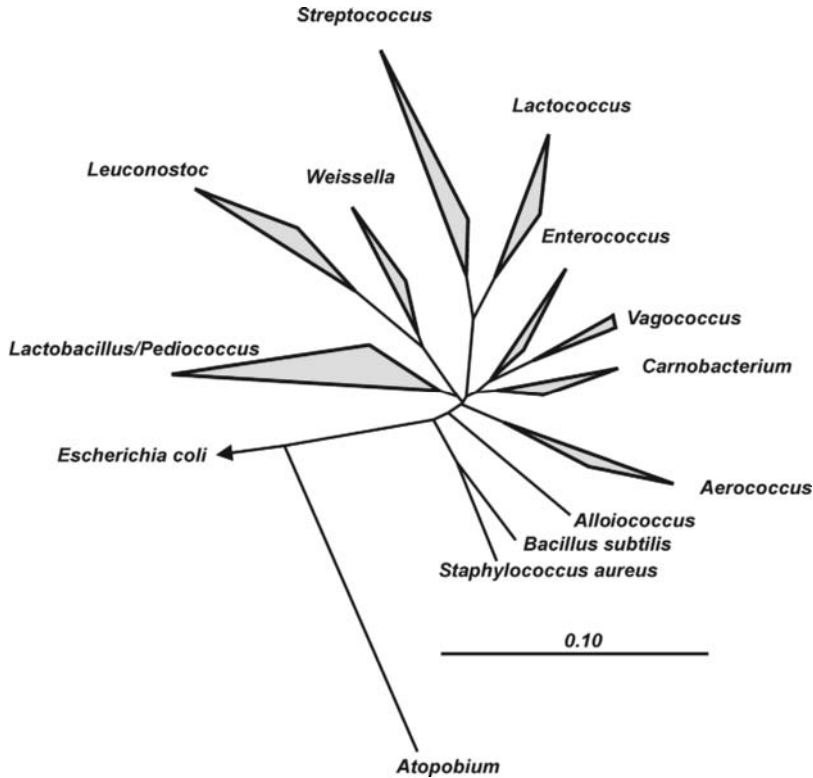 Streptococcus
Lactococcus
Leuconostoc
Weissella
Enterococcus
Vagococcus
Lactobacillus/Pediococcus
Carnobacterium
Escherichia coli
Aerococcus
Alloiococcus
Bacillus subtilis
Staphylococcus aureus
0.10
Atopobium